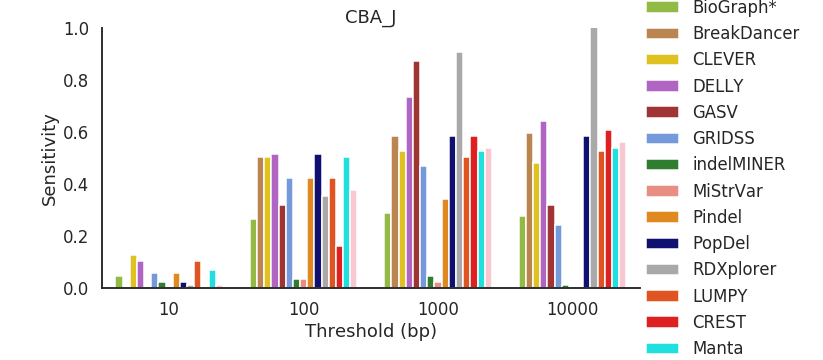 CBA_J
Sensitivity
1.0
0.8
0.6
0.4
0.2
0.0
10
100
1000
10000
Threshold (bp)
BioGraph*
BreakDancer
CLEVER
DELLY
GASV
GRIDSS
indelMINER
MiStrVar
Pindel
PopDel
RDXplorer
LUMPY
CREST
Manta